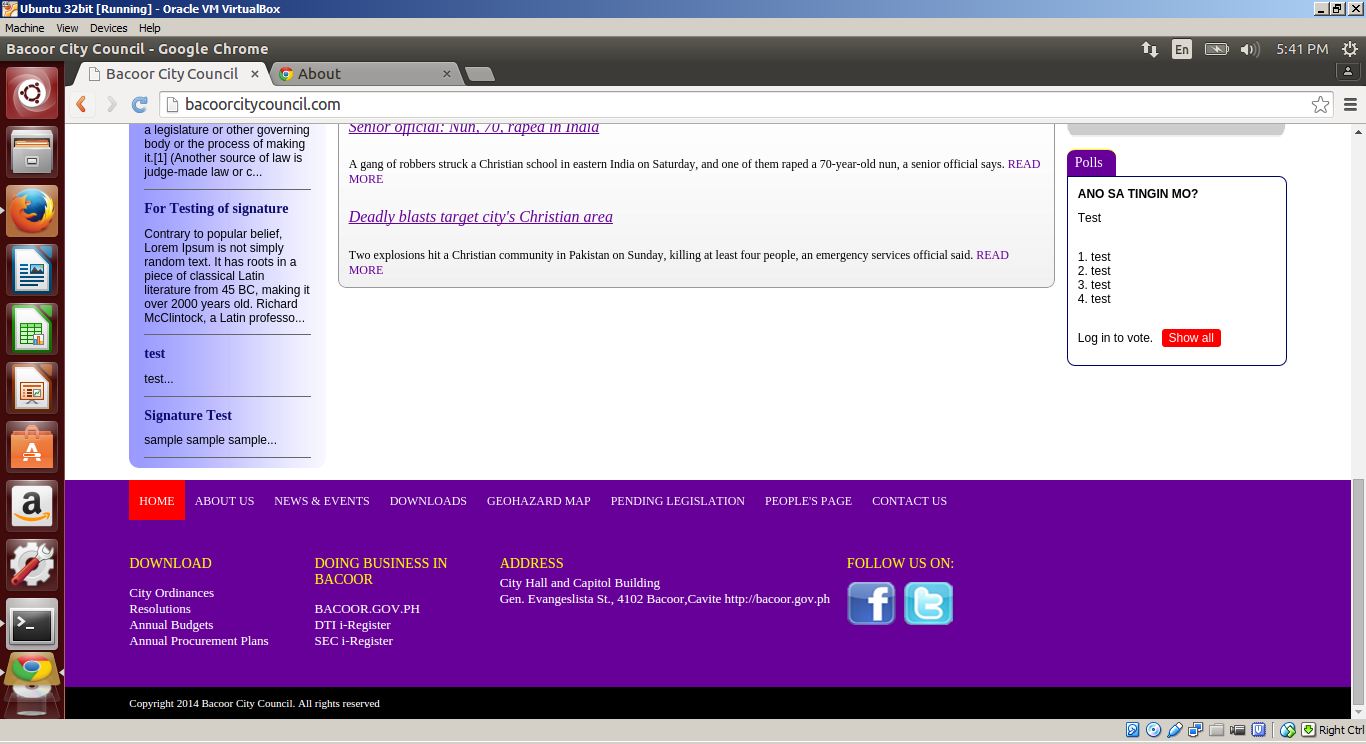 Ubuntu 32bit [Running] - Oracle VM VirtualBox
Machine View Devices Help
Bacoor City Council - Google Chrome
En
5:41 PM
Bacoor City Council
About
bacoorcitycouncil.com
a legislature or other governing
body or the process of making
it.[1] (Another source of law is
judge-made law or c...
For Testing of signature
Contrary to popular belief,
Lorem Ipsum is not simply
random text. It has roots in a
piece of classical Latin
literature from 45 BC, making it
over 2000 years old. Richard
McClintock, a Latin professo...
test
test...
Signature Test
sample sample sample...
Senior official: Nun, 70, raped in India
A gang of robbers struck a Christian school in eastern India on Saturday, and one of them raped a 70-year-old nun, a senior official says. READ
MORE
Deadly blasts target city's Christian area
Two explosions hit a Christian community in Pakistan on Sunday, killing at least four people, an emergency services official said. READ
MORE
Polls
ANO SA TINGIN MO?
Test
1. test
2. test
3. test
4. test
Log in to vote. Show all
HOME ABOUT US NEWS & EVENTS DOWNLOADS GEOHAZARD MAP PENDING LEGISLATION PEOPLE'S PAGE CONTACT US
DOWNLOAD
City Ordinances
Resolutions
Annual Budgets
Annual Procurement Plans
DOING BUSINESS IN
BACOOR
BACOOR.GOV.PH
DTI i-Register
SEC i-Register
ADDRESS
City Hall and Capitol Building
Gen. Evangeslista St., 4102 Bacoor,Cavite http://bacoor.gov.ph
FOLLOW US ON:
Copyright 2014 Bacoor City Council. All rights reserved
Right Ctrl